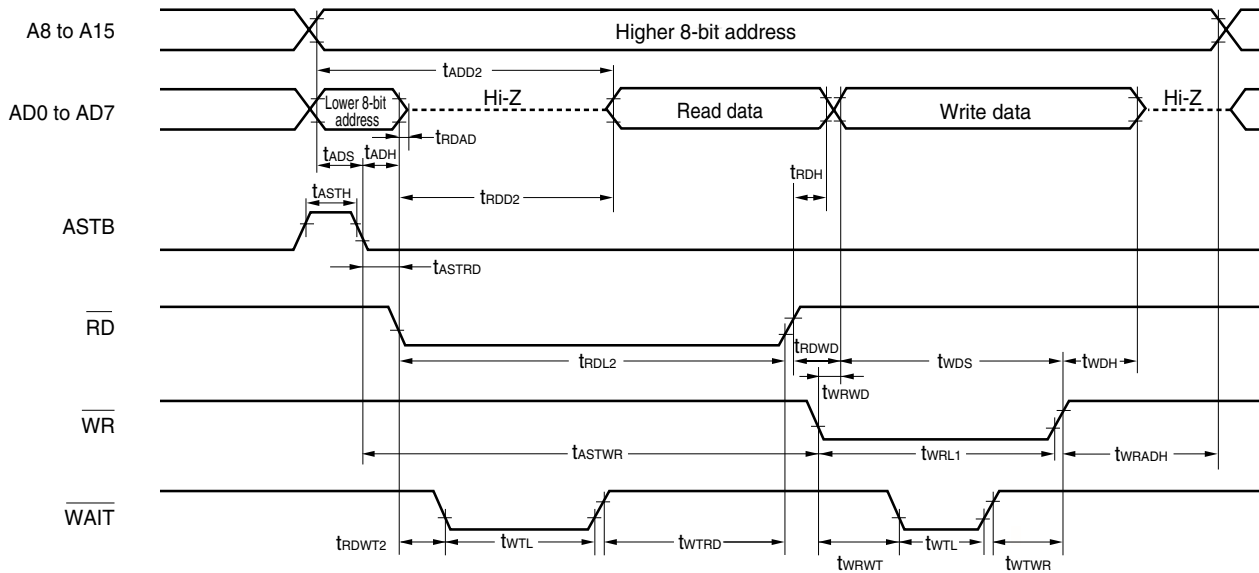 A8 to A15
Higher 8-bit address
tADD2
AD0 to AD7
Lower 8-bit
address
Hi-Z
Read data
Write data
Hi-Z
tRDAD
tADS
tADH
tRDH
tASTH
tRDD2
ASTB
tASTRD
RD
tRDL2
tRDWD
tWDS
tWDH
tWRWD
WR
tASTWR
tWRL1
tWRADH
WAIT
tRDWT2
tWTL
tWTRD
tWRWT
tWTL
tWTWR